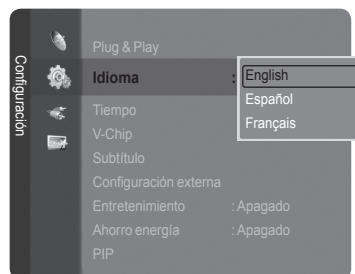 Configuración
Plug & Play
Idioma : English
Español
Français
Tiempo
V-Chip
Subtítulo
Configuración externa
Entretenimiento : Apagado
Ahorro energía : Apagado
PIP